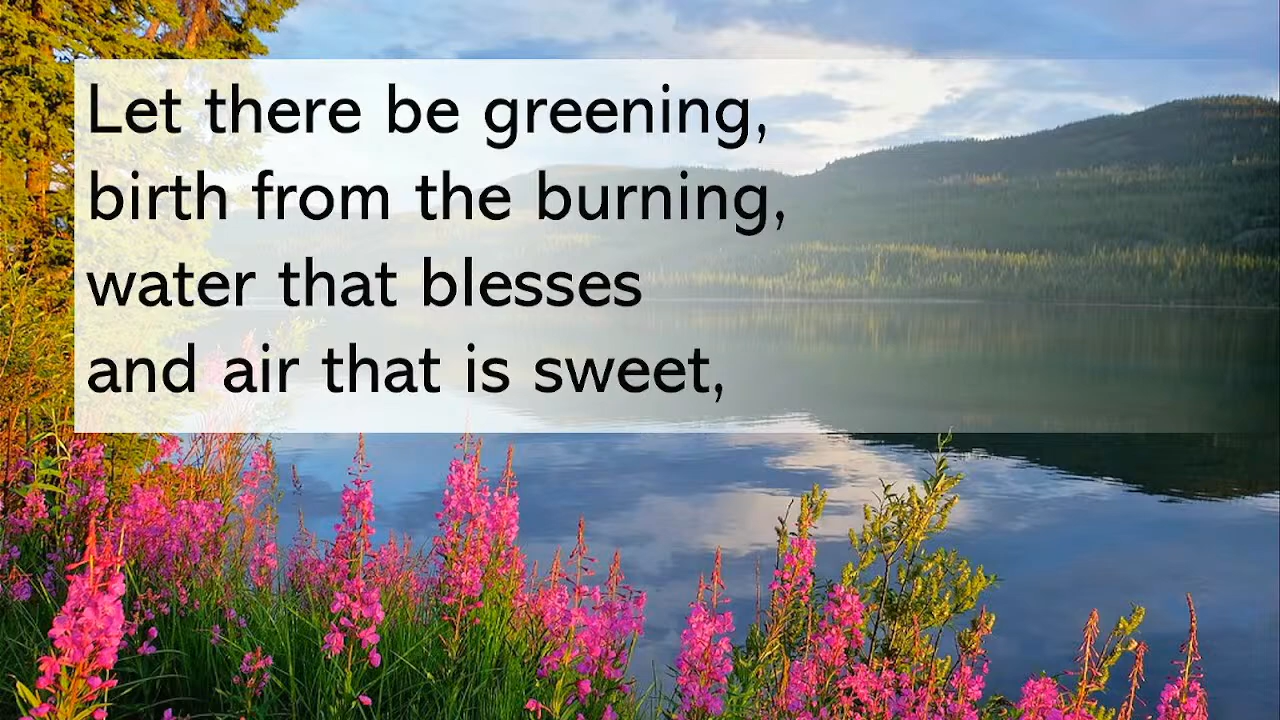 Let there be greening,
birth from the burning,
water that blesses
and air that is sweet,